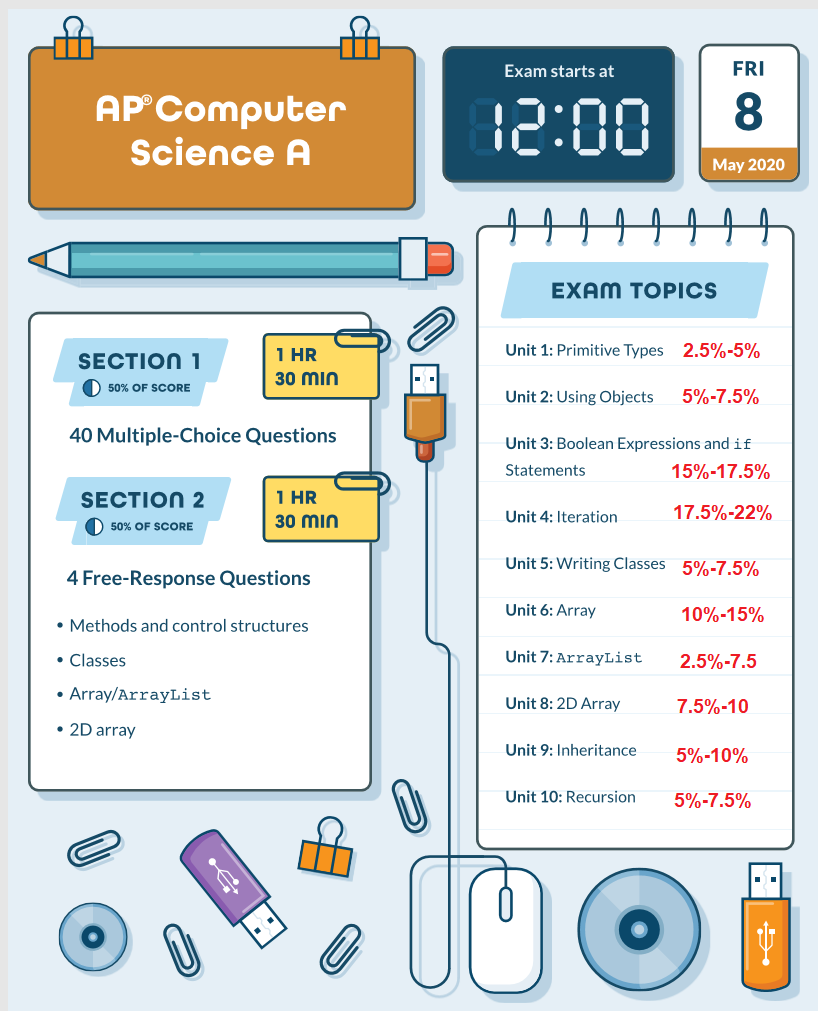 AP® Computer
Science A
Exam starts at
12:00
FRI
8
May 2020
SECTION 1
50% OF SCORE
1 HR
30 MIN
40 Multiple-Choice Questions
SECTION 2
50% OF SCORE
1 HR
30 MIN
4 Free-Response Questions
• Methods and control structures
• Classes
• Array/ArrayList
• 2D array
EXAM TOPICS
Unit 1: Primitive Types 2.5%-5%
Unit 2: Using Objects 5%-7.5%
Unit 3: Boolean Expressions and if
Statements 15%-17.5%
Unit 4: Iteration 17.5%-22%
Unit 5: Writing Classes 5%-7.5%
Unit 6: Array 10%-15%
Unit 7: ArrayList 2.5%-7.5
Unit 8: 2D Array 7.5%-10
Unit 9: Inheritance 5%-10%
Unit 10: Recursion 5%-7.5%